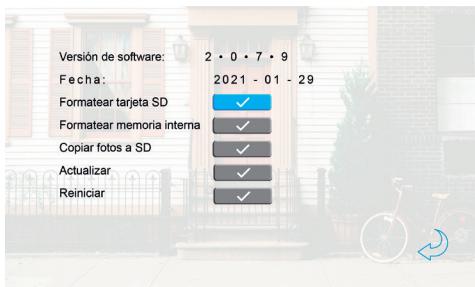 Versión de software: 2 • 0 • 7 • 9
Fecha: 2021 - 01 - 29
Formatear tarjeta SD
Formatear memoria interna
Copiar fotos a SD
Actualizar
Reiniciar